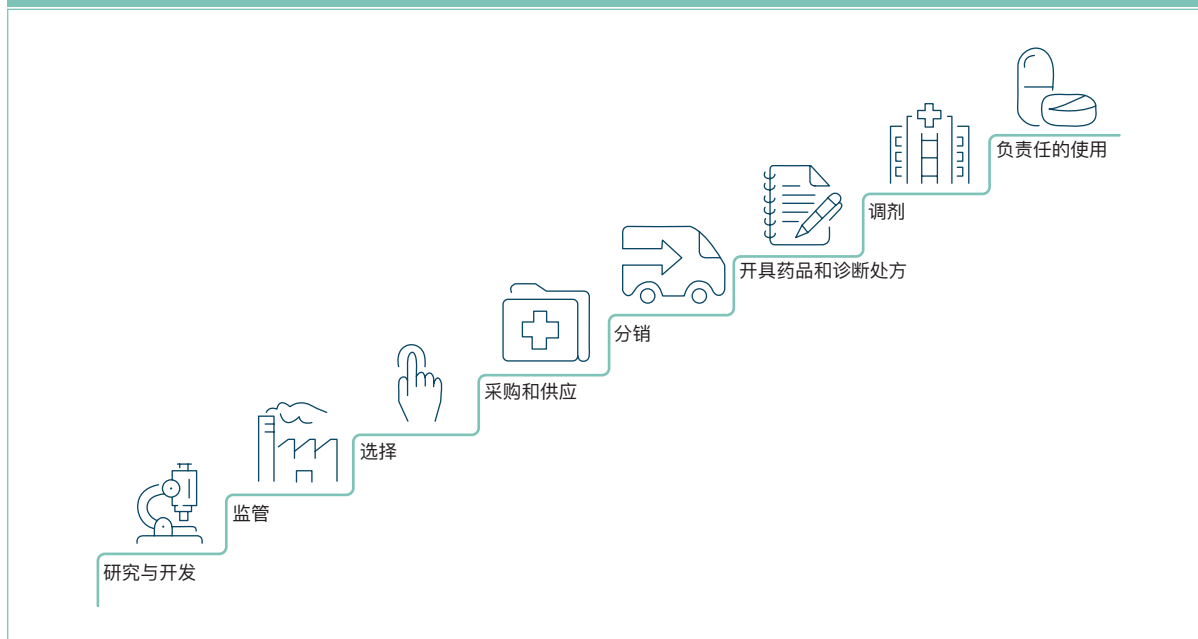 研究与开发
监管
选择
采购和供应
分销
开具药品和诊断处方
调剂
负责任的使用